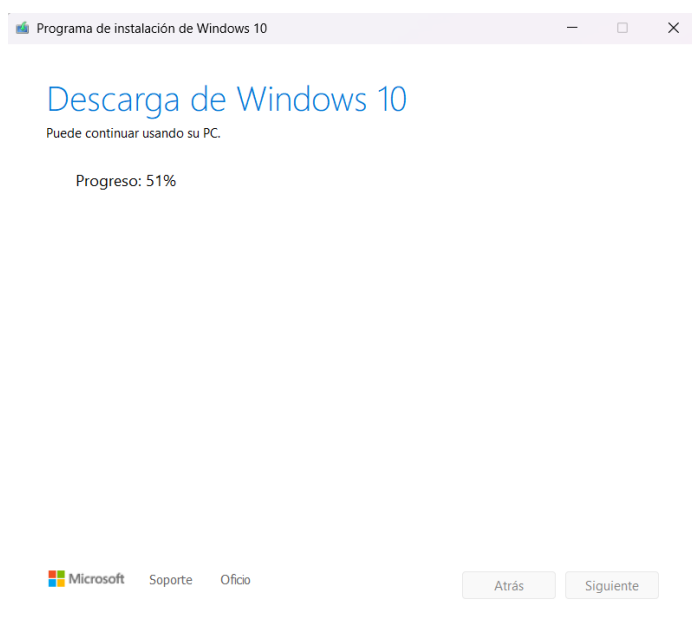 Programa de instalación de Windows 10
Descarga de Windows 10
Puede continuar usando su PC.
Progreso: 51%
Microsoft Soporte Oficio Atrás Siguiente